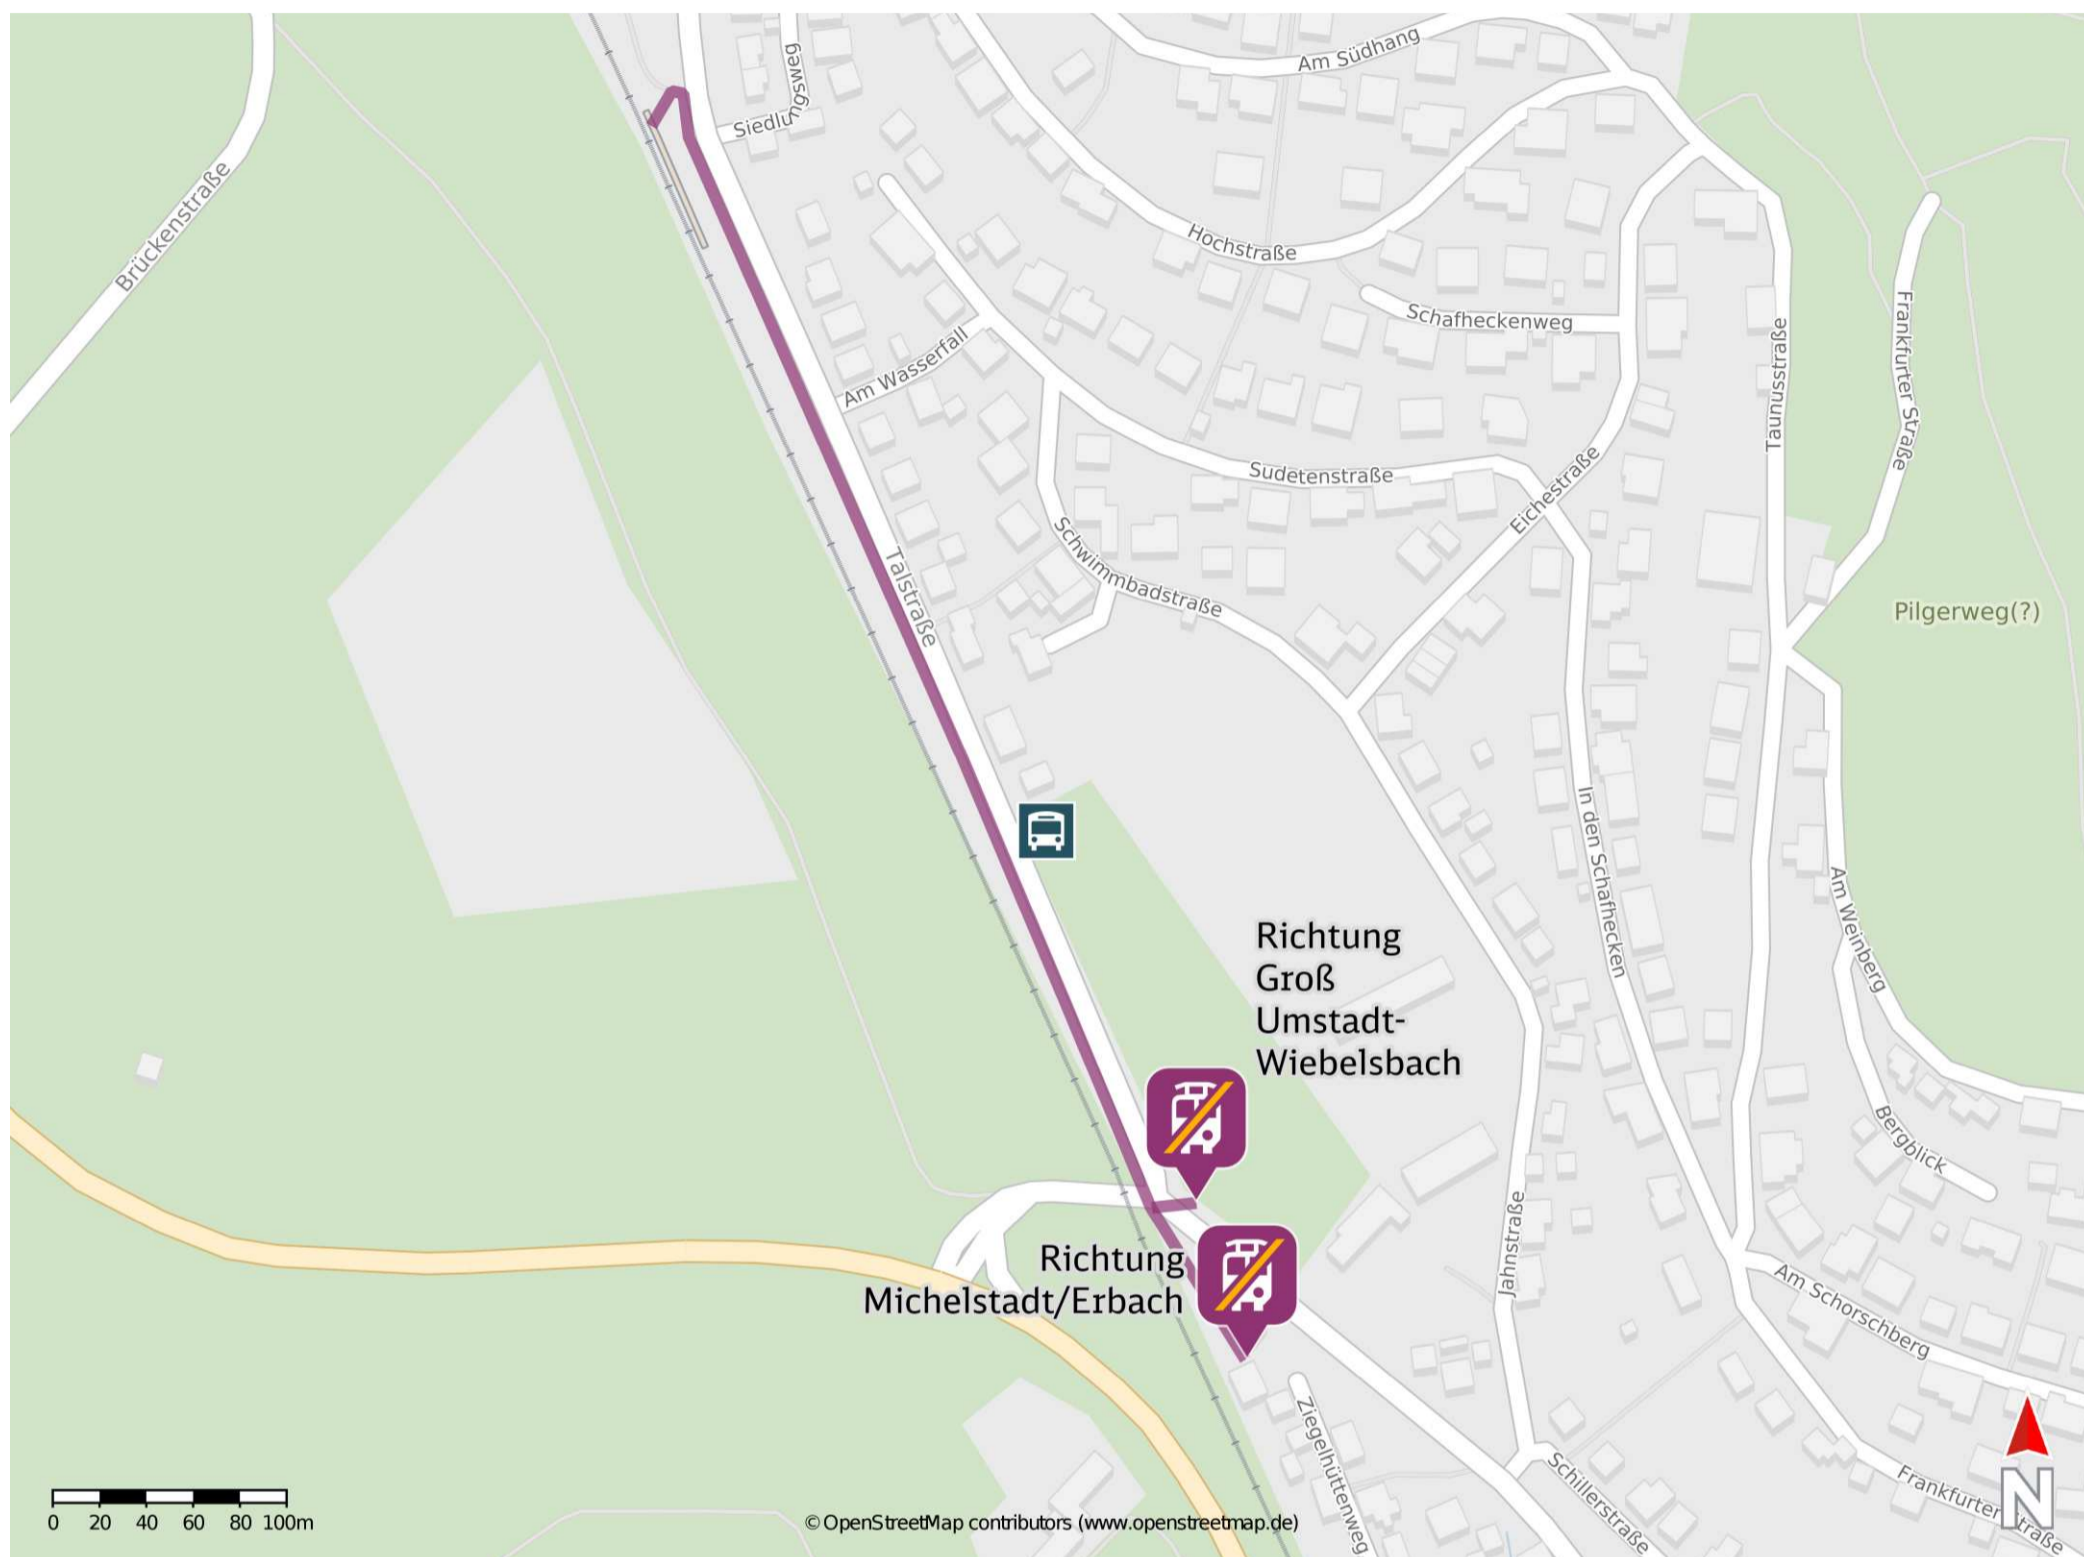 Am Südhang
Siedlungsweg
Brückenstraße
Hochstraße
Schafheckenweg
Frankfurter Straße
Taunusstraße
Am Wasserfall
Sudetenstraße
Eichestraße
Schwimmbadstraße
Talstraße
Pilgerweg(?)
In den Schafhecken
Am Weinberg
Richtung
Groß
Umstadt-
Wiebelsbach
Bergblick
Jahnstraße
Richtung
Michelstadt/Erbach
Am Schorschberg
Ziegelhüttenweg
Schillerstraße
Frankfurter Straße
N
0 20 40 60 80 100m
© OpenStreetMap contributors (www.openstreetmap.de)